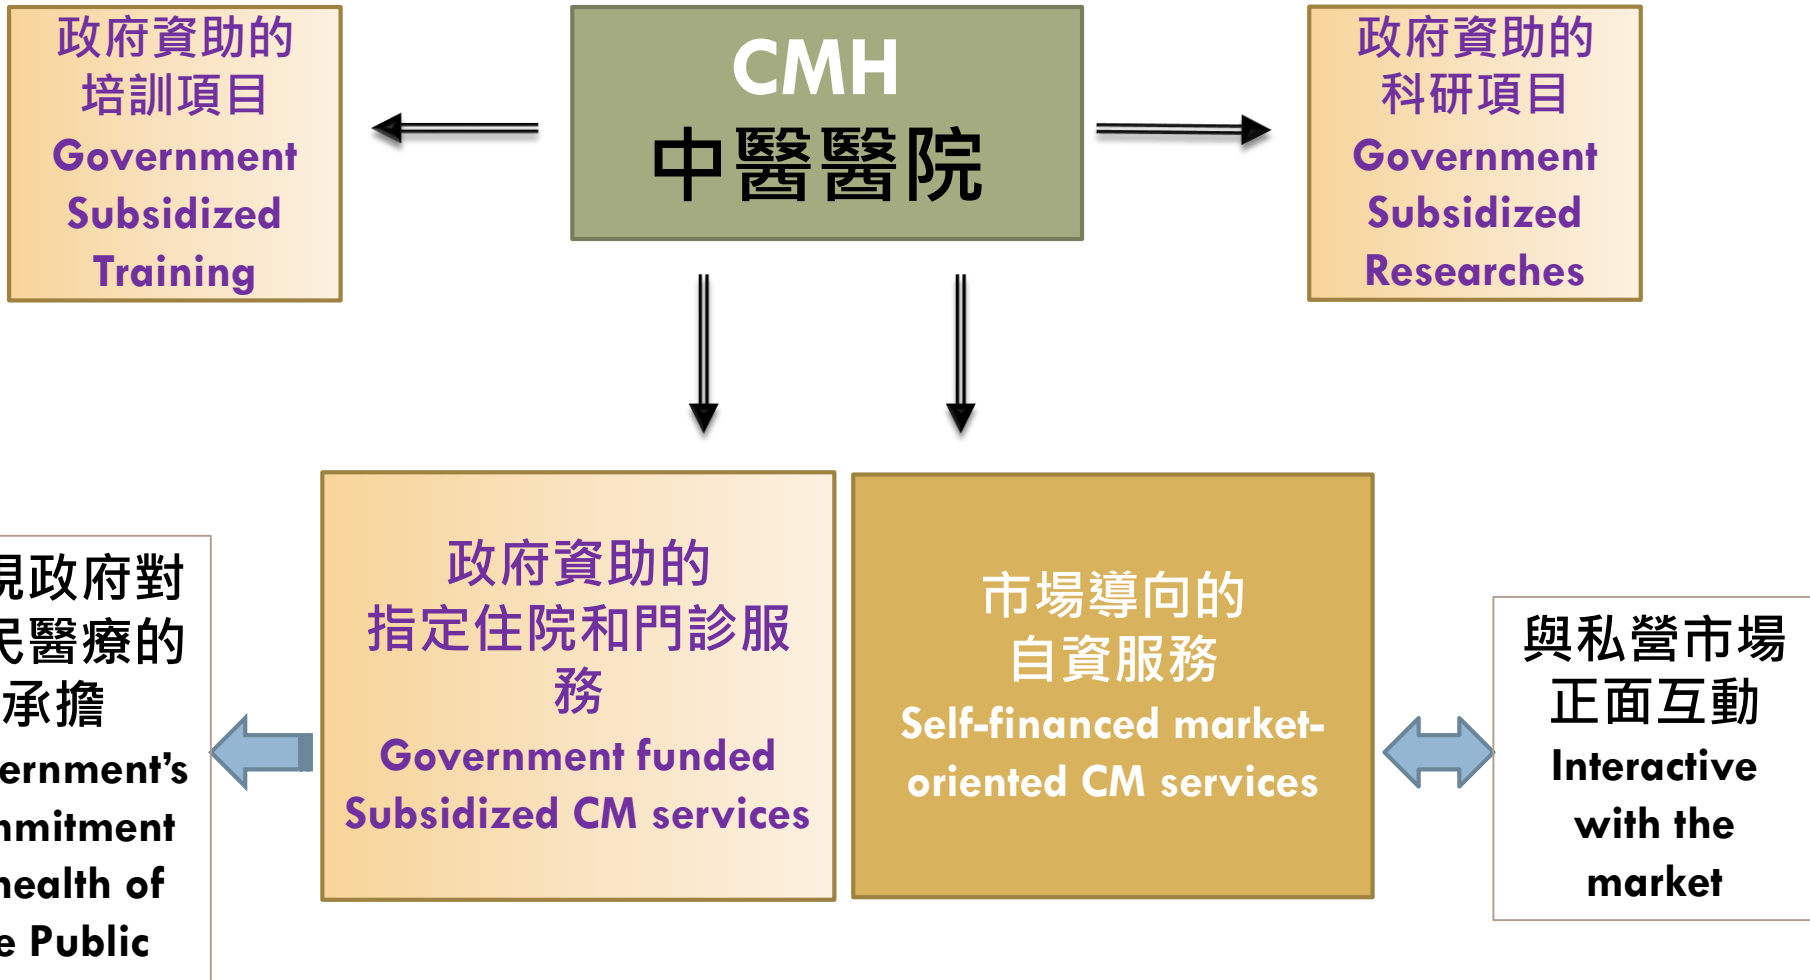 政府資助的
培訓項目
Government
Subsidized
Training
CMH
中醫醫院
政府資助的
科研項目
Government
Subsidized
Researches
政府對
醫療的
承擔
health of
Public
政府資助的
指定住院和門診服
務
Government funded
Subsidized CM services
市場導向的
自資服務
Self-financed market-
oriented CM services
與私營市場
正面互動
Interactive
with the
market